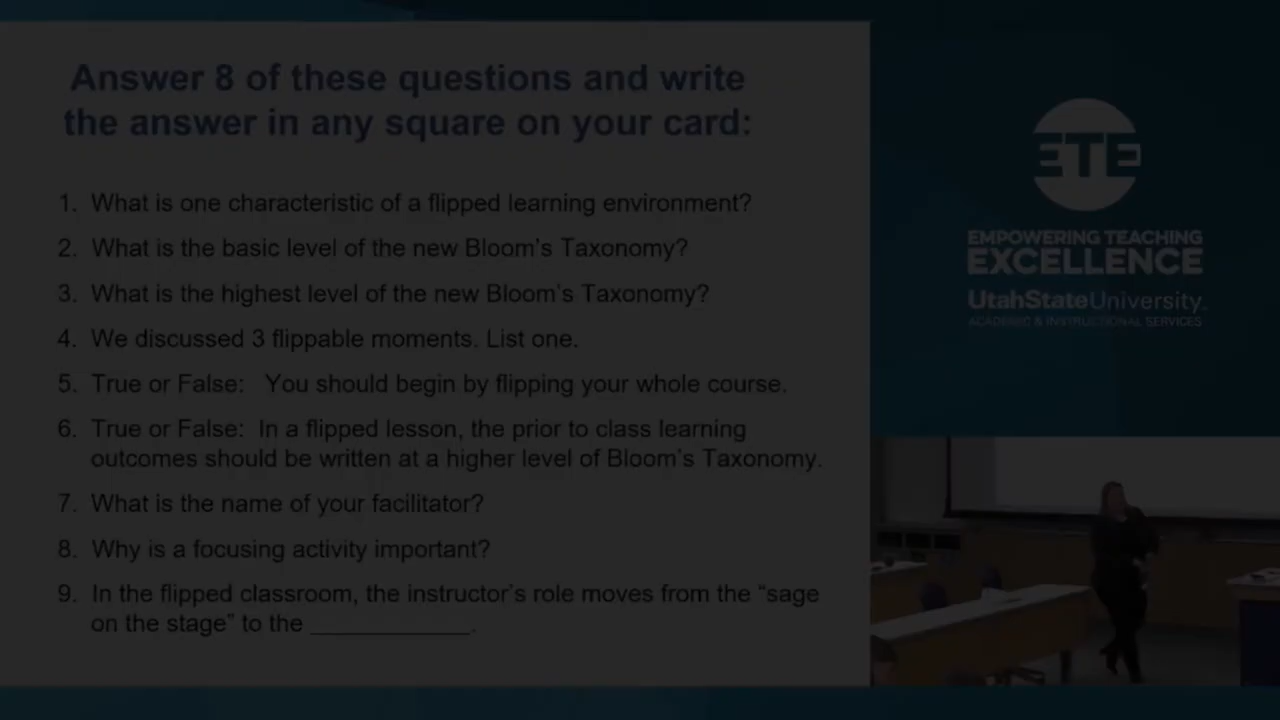 Answer 8 of these questions and write
the answer in any square on your card:
1. What is one characteristic of a flipped learning environment?
2. What is the basic level of the new Bloom's Taxonomy?
3. What is the highest level of the new Bloom's Taxonomy?
4. We discussed 3 flippable moments. List one.
5. True or False: You should begin by flipping your whole course.
6. True or False: In a flipped lesson, the prior to class learning
outcomes should be written at a higher level of Bloom's Taxonomy.
7. What is the name of your facilitator?
8. Why is a focusing activity important?
9. In the flipped classroom, the instructor's role moves from the “sage
on the stage” to the ____________.
ETE
EMPOWERING TEACHING
EXCELLENCE
UtahStateUniversity
ACADEMIC & INSTRUCTIONAL SERVICES